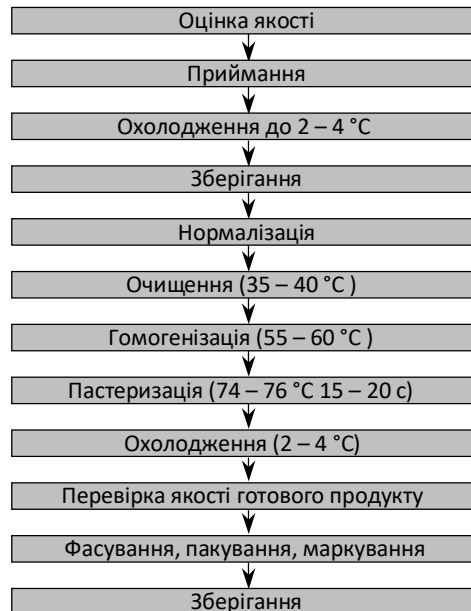 Оцінка якості
Приймання
Охолодження до 2 – 4 °С
Зберігання
Нормалізація
Очищення (35 – 40 °С )
Гомогенізація (55 – 60 °С )
Пастеризація (74 – 76 °С 15 – 20 с)
Охолодження (2 – 4 °С)
Перевірка якості готового продукту
Фасування, пакування, маркування
Зберігання